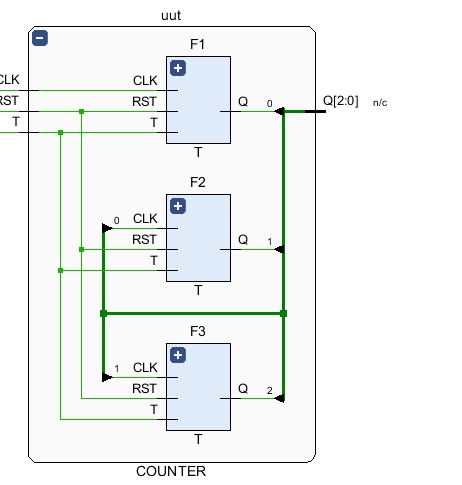 uut
F1
CLK CLK
RST RST Q 0 Q[2:0] n/c
T T
T
F2
0 CLK
RST Q 1
T
T
F3
1 CLK
RST Q 2
T
T
COUNTER